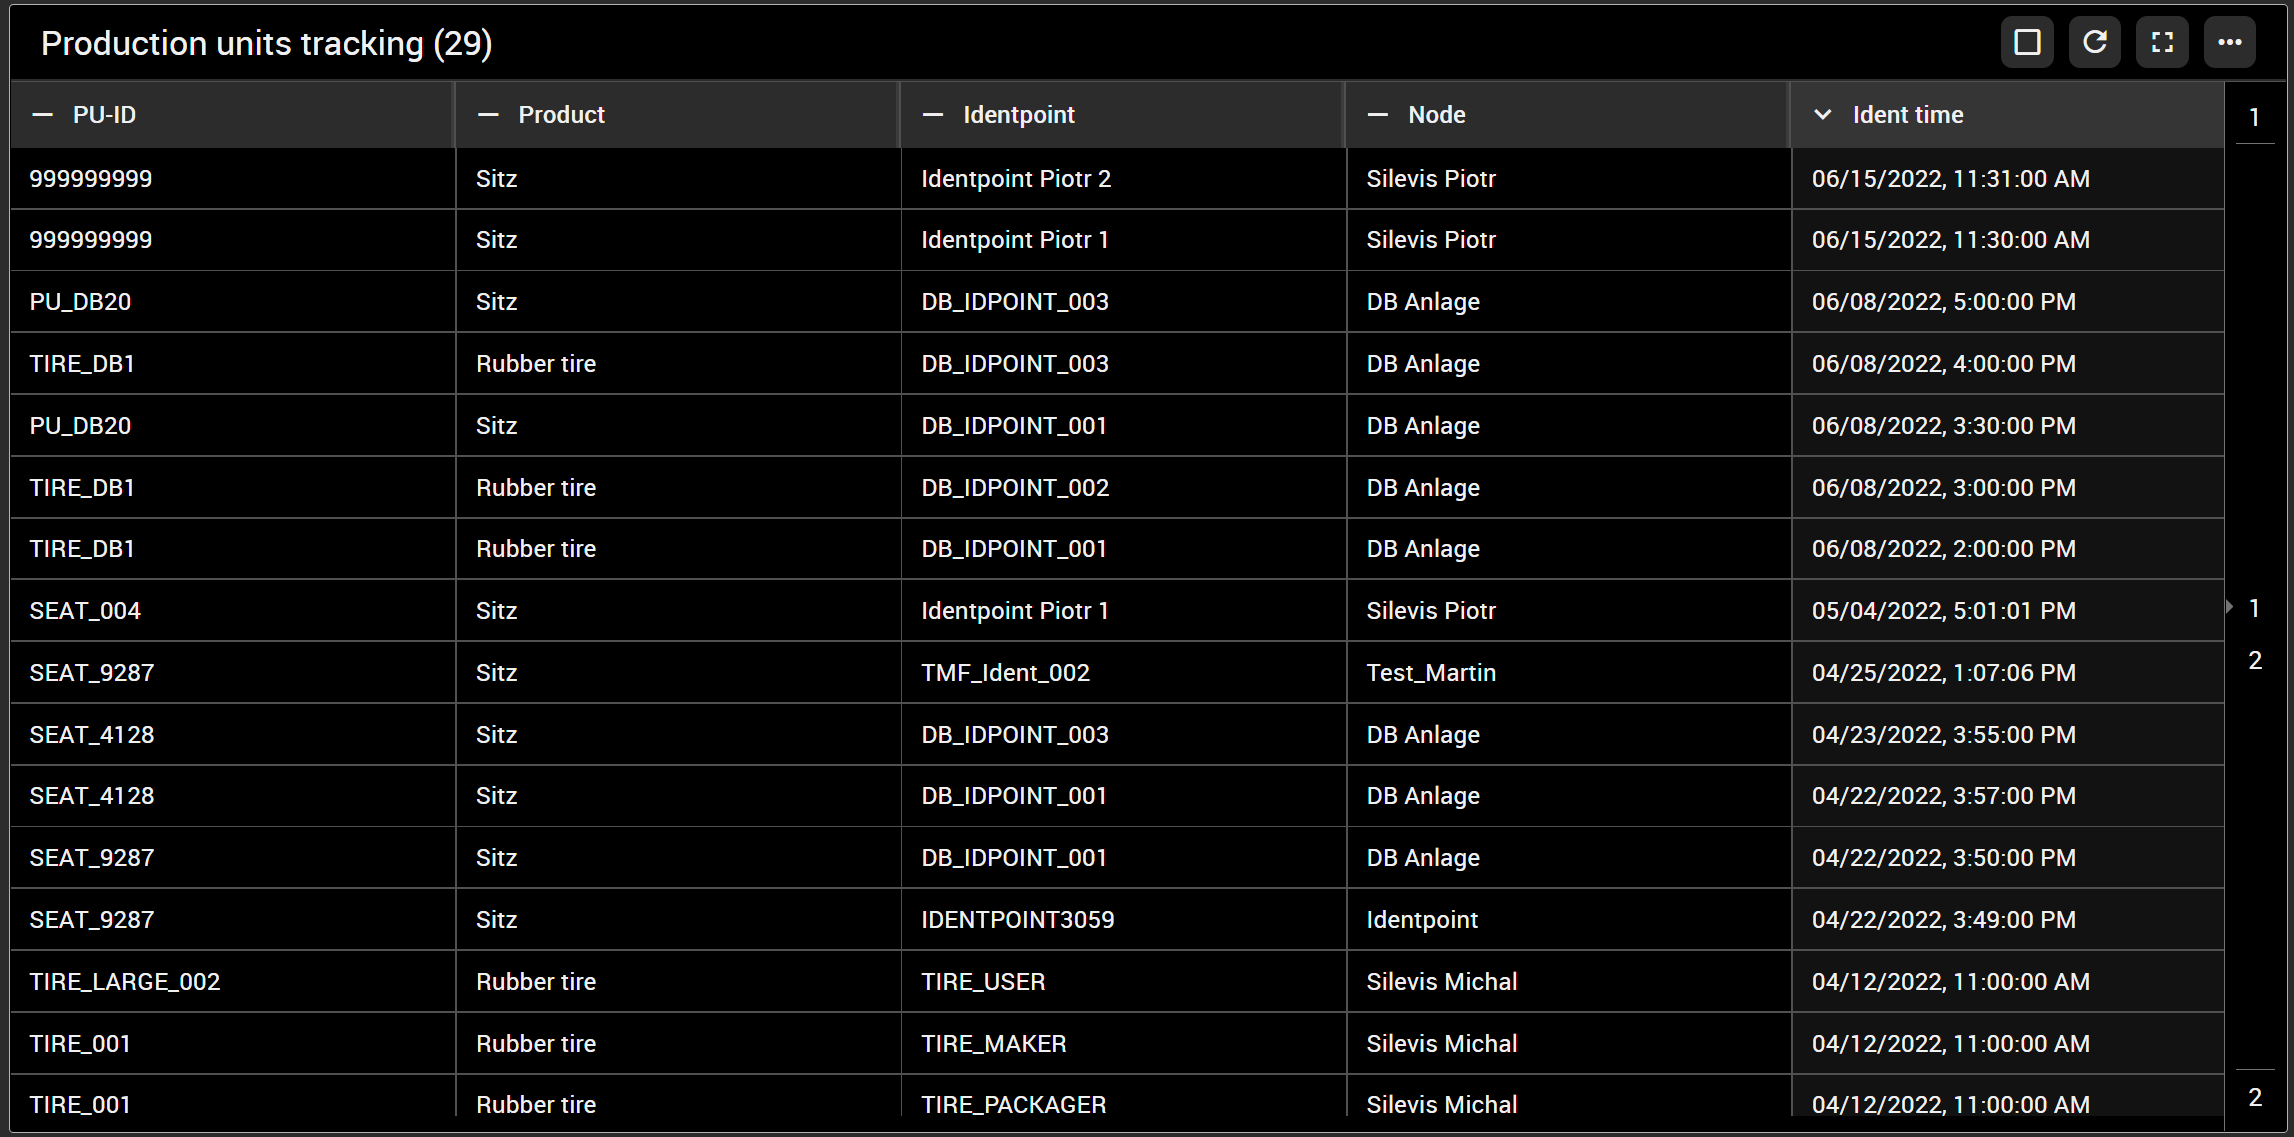 Production units tracking (29)
PU-ID Product Identpoint Node Ident time 1
999999999 Sitz Identpoint Piotr 2 Silevis Piotr 06/15/2022, 11:31:00 AM
999999999 Sitz Identpoint Piotr 1 Silevis Piotr 06/15/2022, 11:30:00 AM
PU_DB20 Sitz DB_IDPOINT_003 DB Anlage 06/08/2022, 5:00:00 PM
TIRE_DB1 Rubber tire DB_IDPOINT_003 DB Anlage 06/08/2022, 4:00:00 PM
PU_DB20 Sitz DB_IDPOINT_001 DB Anlage 06/08/2022, 3:30:00 PM
TIRE_DB1 Rubber tire DB_IDPOINT_002 DB Anlage 06/08/2022, 3:00:00 PM
TIRE_DB1 Rubber tire DB_IDPOINT_001 DB Anlage 06/08/2022, 2:00:00 PM
SEAT_004 Sitz Identpoint Piotr 1 Silevis Piotr 05/04/2022, 5:01:01 PM 1
SEAT_9287 Sitz TMF_Ident_002 Test_Martin 04/25/2022, 1:07:06 PM 2
SEAT_4128 Sitz DB_IDPOINT_003 DB Anlage 04/23/2022, 3:55:00 PM
SEAT_4128 Sitz DB_IDPOINT_001 DB Anlage 04/22/2022, 3:57:00 PM
SEAT_9287 Sitz DB_IDPOINT_001 DB Anlage 04/22/2022, 3:50:00 PM
SEAT_9287 Sitz IDENTPOINT3059 Identpoint 04/22/2022, 3:49:00 PM
TIRE_LARGE_002 Rubber tire TIRE_USER Silevis Michal 04/12/2022, 11:00:00 AM
TIRE_001 Rubber tire TIRE_MAKER Silevis Michal 04/12/2022, 11:00:00 AM
TIRE_001 Rubber tire TIRE_PACKAGER Silevis Michal 04/12/2022, 11:00:00 AM 2